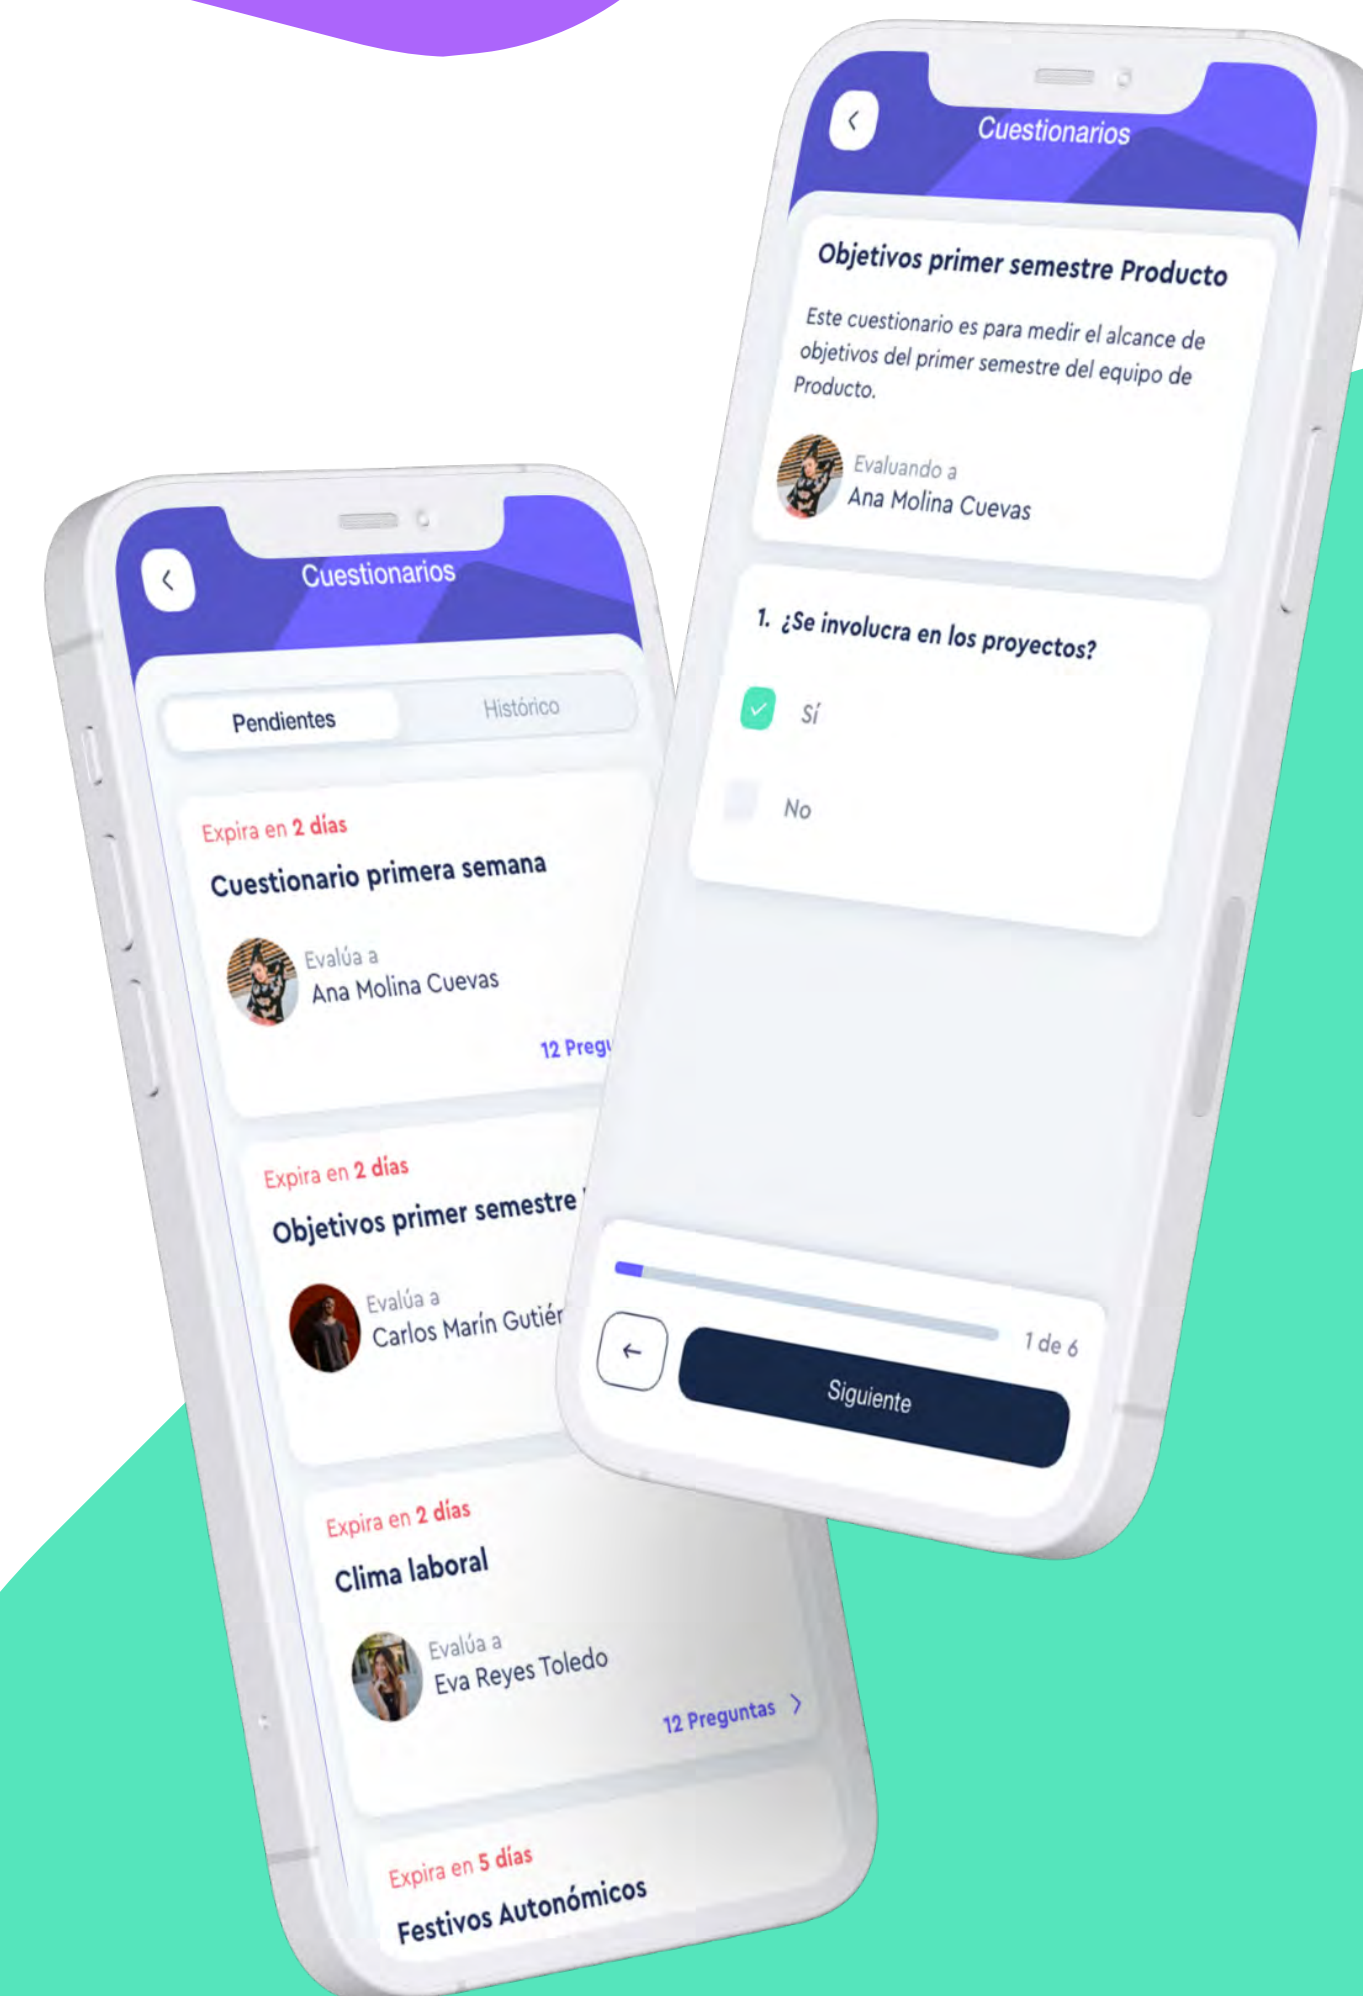 Cuestionarios
Objetivos primer semestre Producto
Este cuestionario es para medir el alcance de
objetivos del primer semestre del equipo de
Producto.
Evaluando a
Ana Molina Cuevas
1. ¿Se involucra en los proyectos?
Sí
No
1 de 6
Siguiente
Cuestionarios
Pendientes
Histórico
Expira en 2 días
Cuestionario primera semana
Evalúa a
Ana Molina Cuevas
12
Expira en 2 días
Objetivos primer semestre
Evalúa a
Carlos Marín
Expira en 2 días
Clima laboral
Evalúa a
Eva Reyes Toledo
12 Preguntas
Expira en 5 días
Festivos Autonómicos